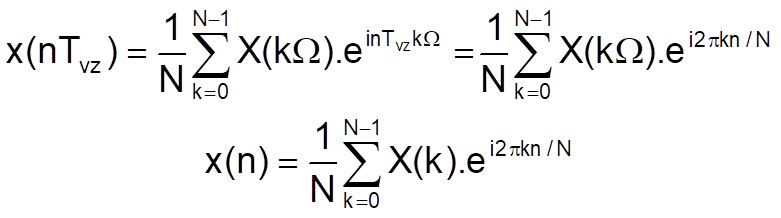 x(nT_vz) = 1/N ∑_{k=0}^{N–1} X(kΩ).e^{inT_vz kΩ} = 1/N ∑_{k=0}^{N–1} X(kΩ).e^{i2πkn/N}
x(n) = 1/N ∑_{k=0}^{N–1} X(k).e^{i2πkn/N}